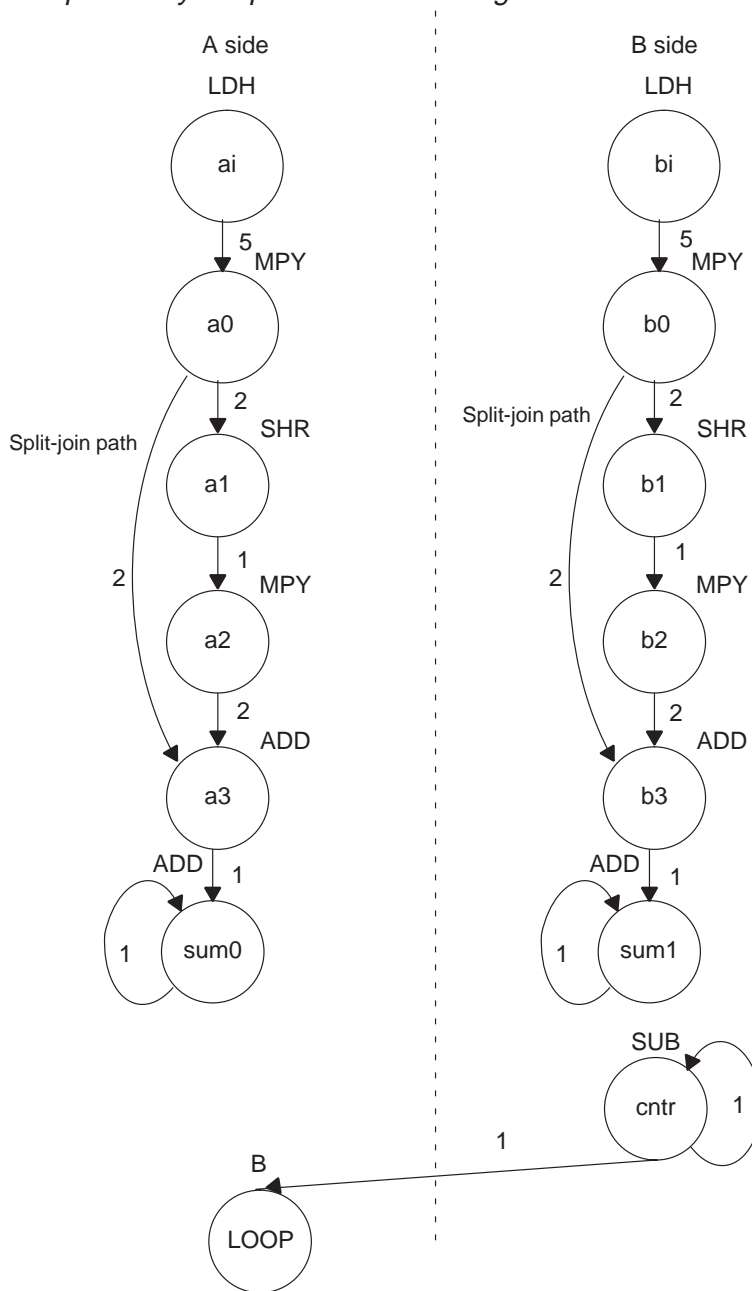 A side
B side
LDH
LDH
ai
bi
5
MPY
5
MPY
a0
b0
2
SHR
2
SHR
Split-join path
Split-join path
a1
b1
1
MPY
1
MPY
2
2
a2
b2
2
ADD
2
ADD
a3
b3
ADD
1
ADD
1
1
sum0
1
sum1
SUB
cntr
1
1
B
LOOP